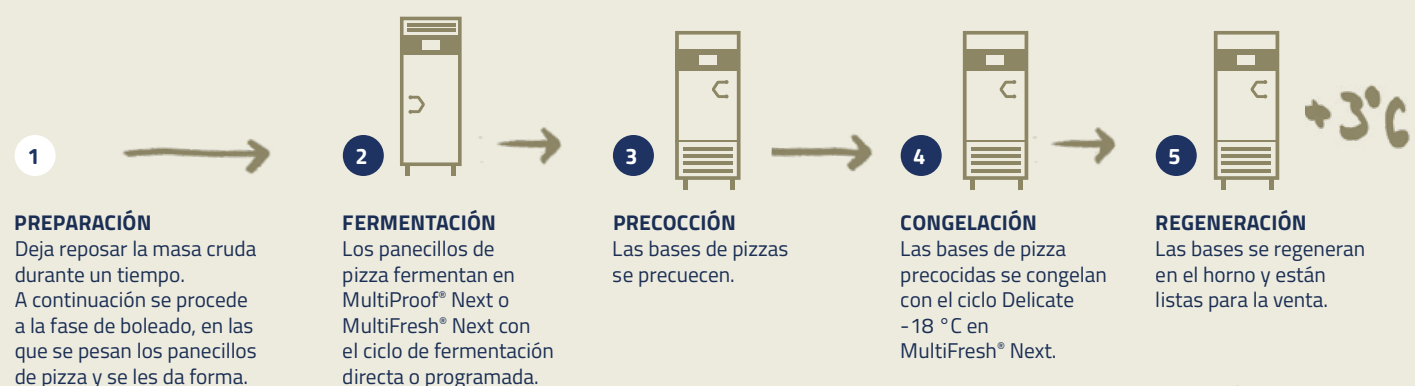 1
PREPARACIÓN
Deja reposar la masa cruda
durante un tiempo.
A continuación se procede
a la fase de boleado, en las
que se pesan los panecillos
de pizza y se les da forma.
2
FERMENTACIÓN
Los panecillos de
pizza fermentan en
MultiProof® Next o
MultiFresh® Next con
el ciclo de fermentación
directa o programada.
3
PRECOCCIÓN
Las bases de pizzas
se precuecen.
4
CONGELACIÓN
Las bases de pizza
precocidas se congelan
con el ciclo Delicate
-18 °C en
MultiFresh® Next.
5
+3°C
REGENERACIÓN
Las bases se regeneran
en el horno y están
listas para la venta.